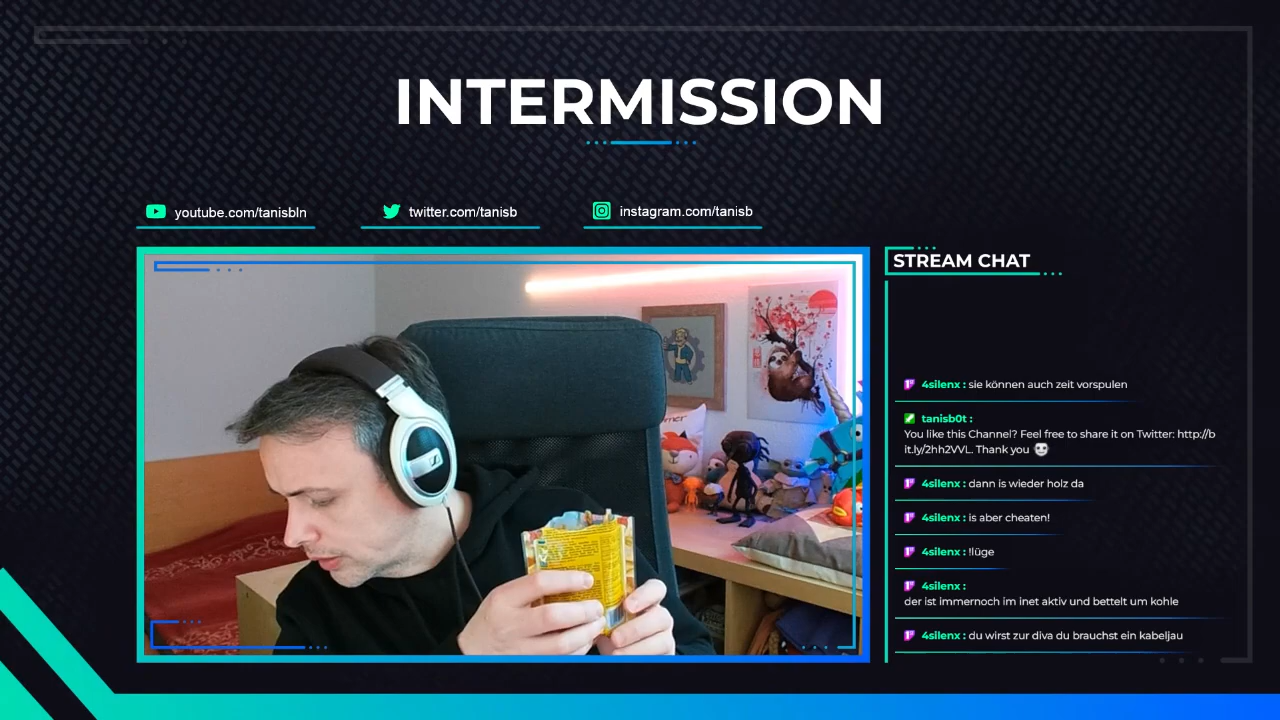 INTERMISSION
youtube.com/tanisbln
twitter.com/tanisb
instagram.com/tanisb
STREAM CHAT
4silenx : sie können auch zeit vorspulen
tanisb0t :
You like this Channel? Feel free to share it on Twitter: http://b
it.ly/2hh2VVL. Thank you
4silenx : dann is wieder holz da
4silenx : is aber cheaten!
4silenx : !lüge
4silenx :
der ist immernoch im inet aktiv und bettelt um kohle
4silenx : du wirst zur diva du brauchst ein kabeljau